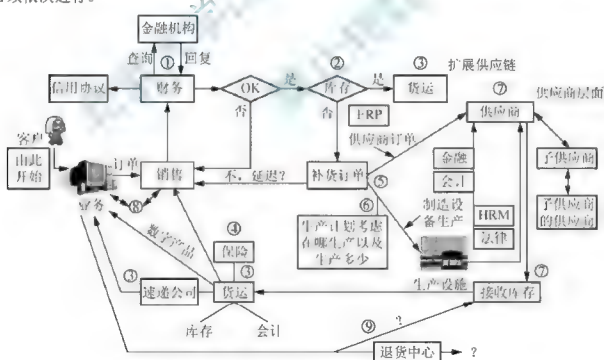 金融机构
查询
回复
①
②
③
扩展供应链
信用协议
财务
OK
是
库存
是
货运
⑦
供应商层面
否
否
ERP
供应商
客户
供应商订单
由此
开始
订单
销售
不，延迟？
补货订单
金融
子供应商
⑤
会计
⑧
⑥
制造设
备生产
HRM
子供应商
的供应商
财务
数字产品
④
保险
生产计划考虑
在哪生产以及
生产多少
法律
③
③
生产设施
⑦
速递公司
货运
接收库存
？
库存
会计
⑨
退货中心
？